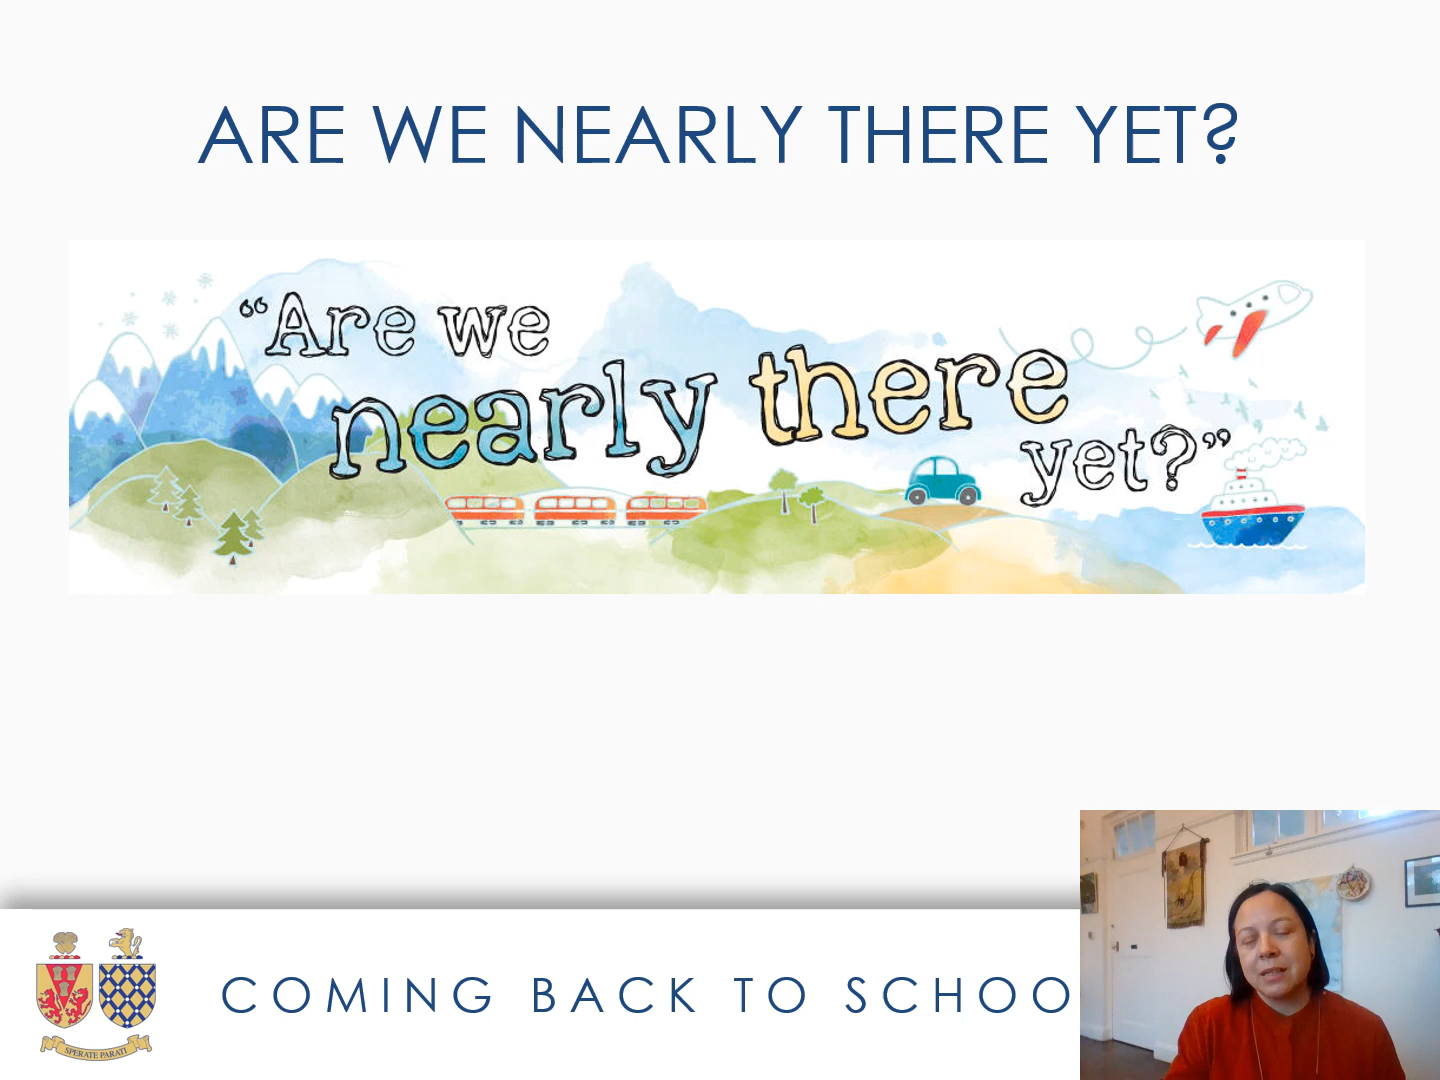 ARE WE NEARLY THERE YET?
“Are we
nearly there
yet?”
COMING BACK TO SCHOO
SPERATE PARATI